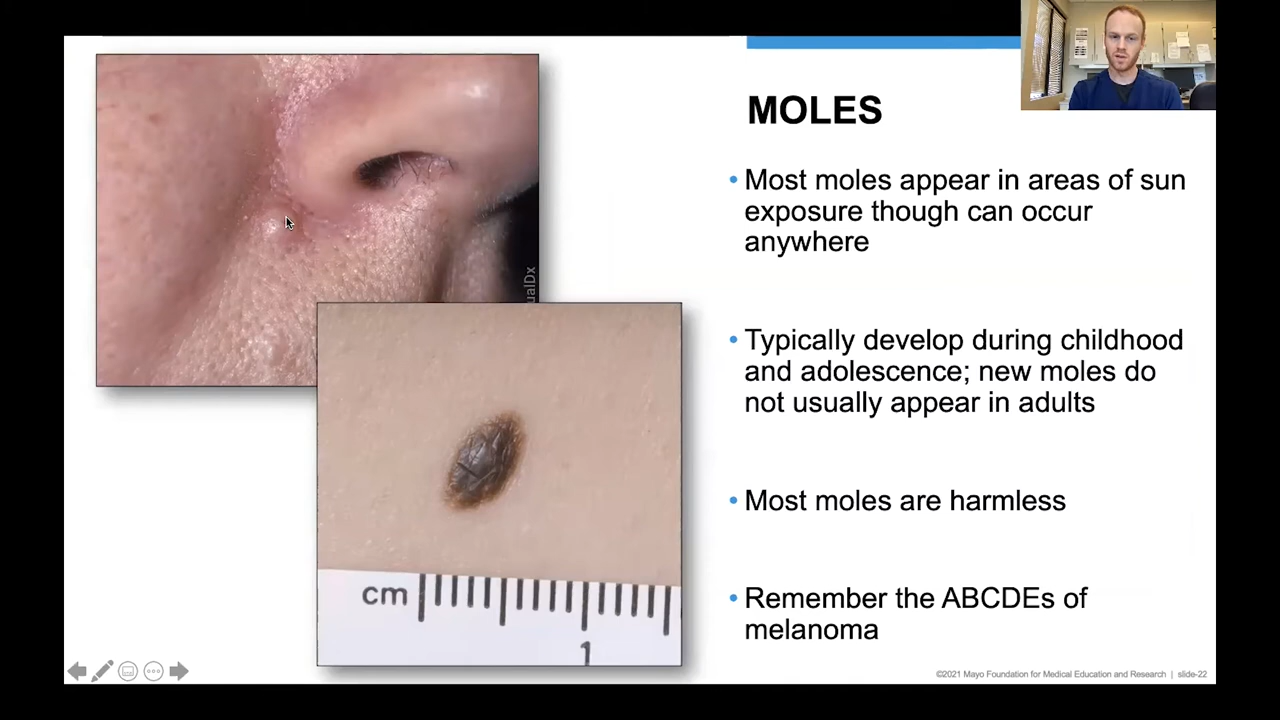 MOLES
• Most moles appear in areas of sun
exposure though can occur
anywhere
• Typically develop during childhood
and adolescence; new moles do
not usually appear in adults
• Most moles are harmless
• Remember the ABCDEs of
melanoma
ualDx
cm
1
©2021 Mayo Foundation for Medical Education and Research | slide-22